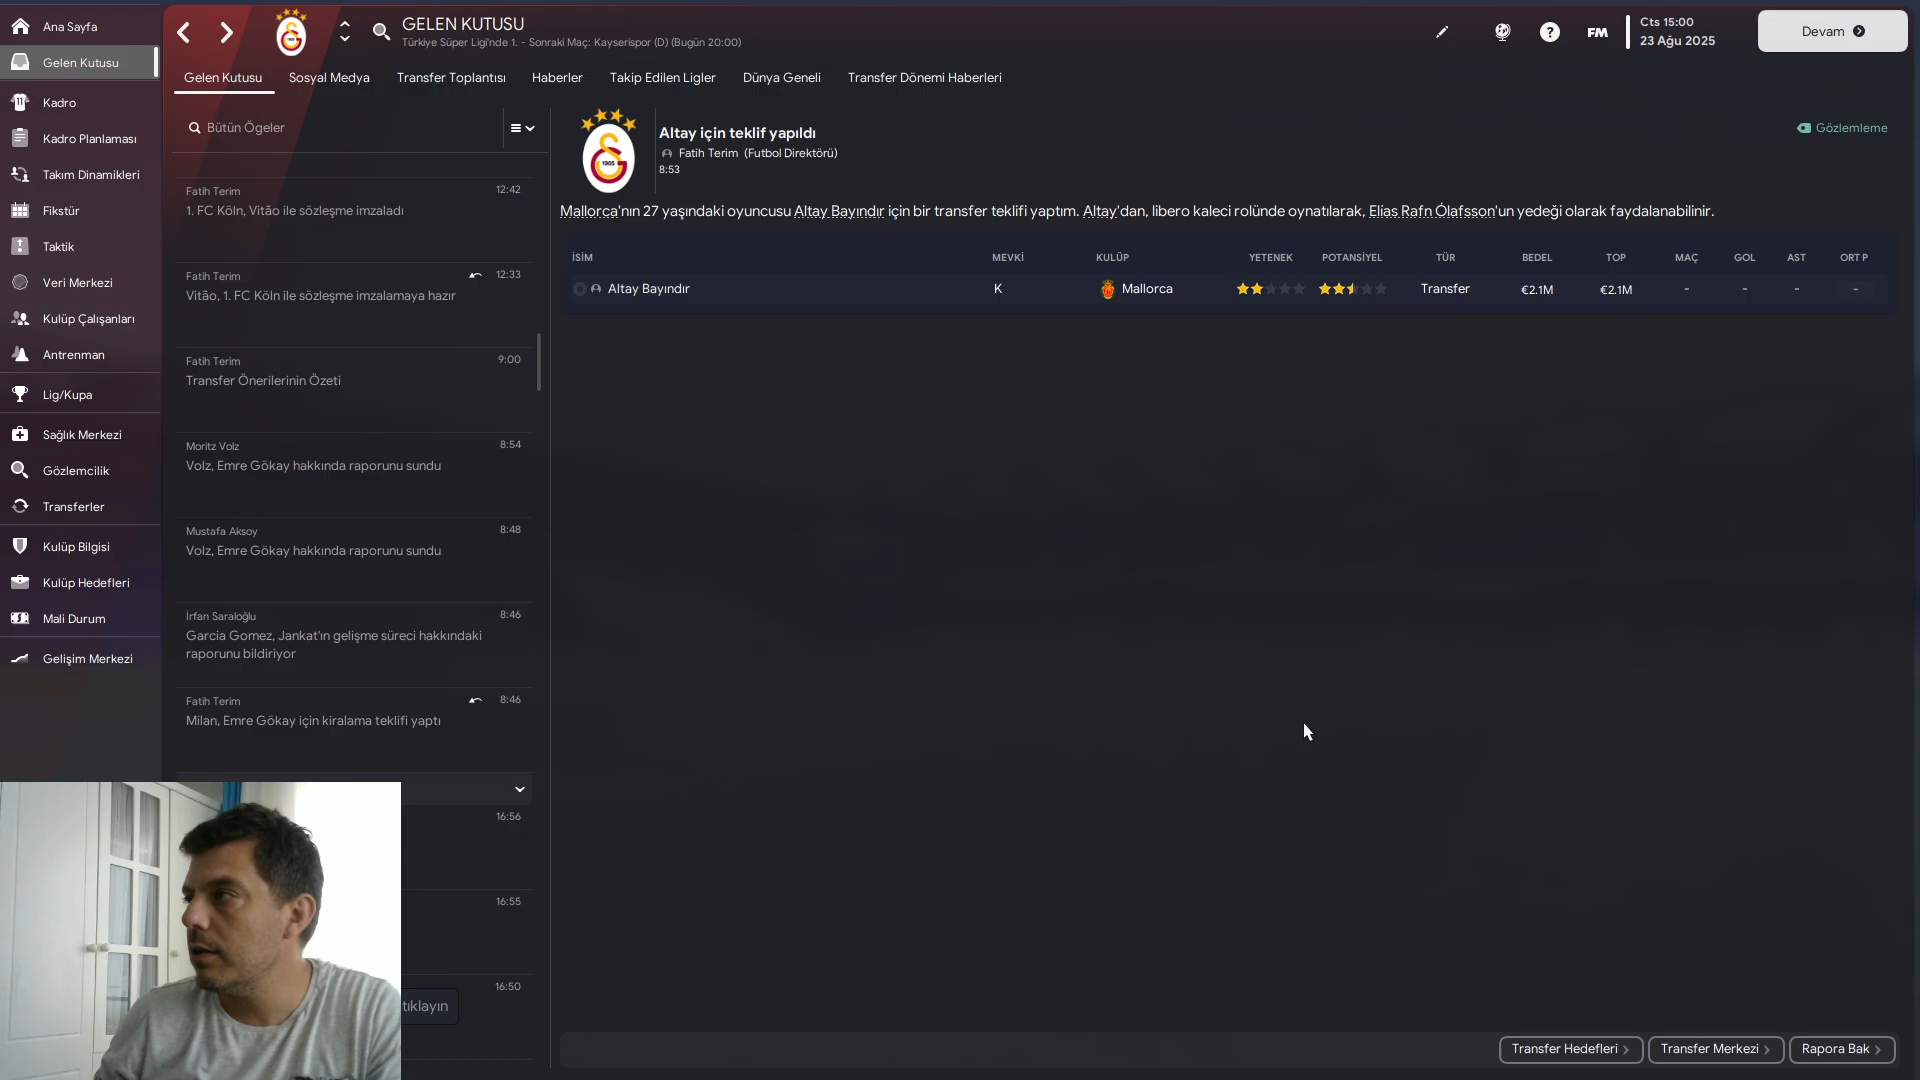 Ana Sayfa
Gelen Kutusu
Kadro
Kadro Planlaması
Takım Dinamikleri
Fikstür
Taktik
Veri Merkezi
Kulüp Çalışanları
Antrenman
Lig/Kupa
Sağlık Merkezi
Gözlemcilik
Transferler
Kulüp Bilgisi
Kulüp Hedefleri
Mali Durum
Gelişim Merkezi
GELEN KUTUSU
Türkiye Süper Ligi'nde 1. - Sonraki Maç: Kayserispor (D) (Bugün 20:00)
FM
Cts 15:00
23 Ağu 2025
Devam
Gelen Kutusu Sosyal Medya Transfer Toplantısı Haberler Takip Edilen Ligler Dünya Geneli Transfer Dönemi Haberleri
Bütün Ögeler
Fatih Terim 12:42
1. FC Köln, Vitão ile sözleşme imzaladı
Fatih Terim 12:33
Vitão, 1. FC Köln ile sözleşme imzalamaya hazır
Fatih Terim 9:00
Transfer Önerilerinin Özeti
Moritz Volz 8:54
Volz, Emre Gökay hakkında raporunu sundu
Mustafa Aksoy 8:48
Volz, Emre Gökay hakkında raporunu sundu
İrfan Saraloğlu 8:46
Garcia Gomez, Jankat'ın gelişme süreci hakkındaki
raporunu bildiriyor
Fatih Terim 8:46
Milan, Emre Gökay için kiralama teklifi yaptı
16:56
16:55
16:50
tıklayın
1905
Altay için teklif yapıldı
Fatih Terim (Futbol Direktörü)
8:53
Gözlemleme
Mallorca'nın 27 yaşındaki oyuncusu Altay Bayındır için bir transfer teklifi yaptım. Altay'dan, libero kaleci rolünde oynatılarak, Elías Rafn Ólafsson'un yedeği olarak faydalanabilinir.
İSİM MEVKİ KULÜP YETENEK POTANSİYEL TÜR BEDEL TOP MAÇ GOL AST ORT P
Altay Bayındır K Mallorca Transfer €2.1M €2.1M - - - -
Transfer Hedefleri Transfer Merkezi Rapora Bak